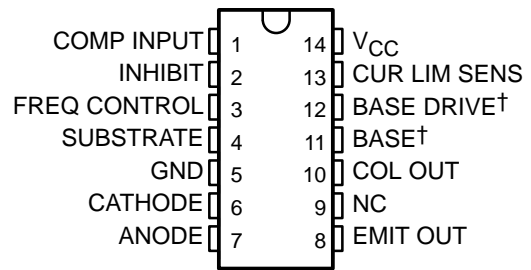 COMP INPUT 1 14 VCC
INHIBIT 2 13 CUR LIM SENS
FREQ CONTROL 3 12 BASE DRIVE†
SUBSTRATE 4 11 BASE†
GND 5 10 COL OUT
CATHODE 6 9 NC
ANODE 7 8 EMIT OUT